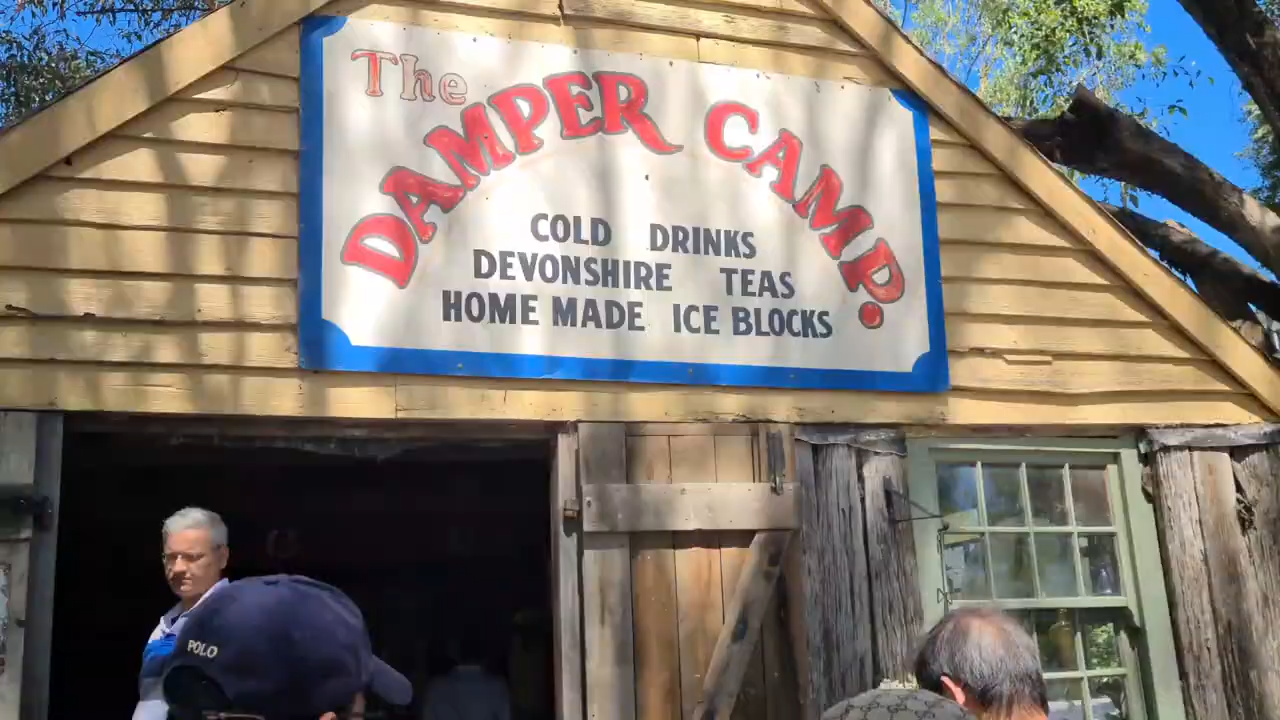 The
DAMPER CAMP.
COLD DRINKS
DEVONSHIRE TEAS
HOME MADE ICE BLOCKS
POLO